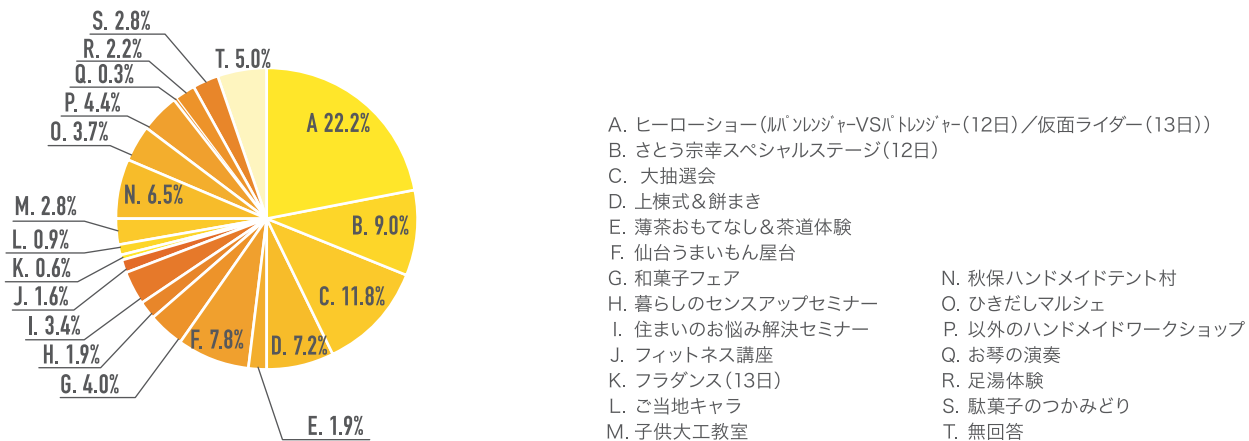 S. 2.8%
R. 2.2%
T. 5.0%
Q. 0.3%
P. 4.4%
O. 3.7%
A 22.2%
N. 6.5%
M. 2.8%
B. 9.0%
L. 0.9%
K. 0.6%
J. 1.6%
C. 11.8%
I. 3.4%
F. 7.8%
D. 7.2%
H. 1.9%
G. 4.0%
E. 1.9%
A. ヒーローショー(ﾙﾊﾟﾝﾚﾝｼﾞｬｰVSﾊﾟﾄﾚﾝｼﾞｬｰ(12日)／仮面ライダー(13日))
B. さとう宗幸スペシャルステージ(12日)
C. 大抽選会
D. 上棟式＆餅まき
E. 薄茶おもてなし＆茶道体験
F. 仙台うまいもん屋台
G. 和菓子フェア
H. 暮らしのセンスアップセミナー
I. 住まいのお悩み解決セミナー
J. フィットネス講座
K. フラダンス(13日)
L. ご当地キャラ
M. 子供大工教室
N. 秋保ハンドメイドテント村
O. ひきだしマルシェ
P. 以外のハンドメイドワークショップ
Q. お琴の演奏
R. 足湯体験
S. 駄菓子のつかみどり
T. 無回答